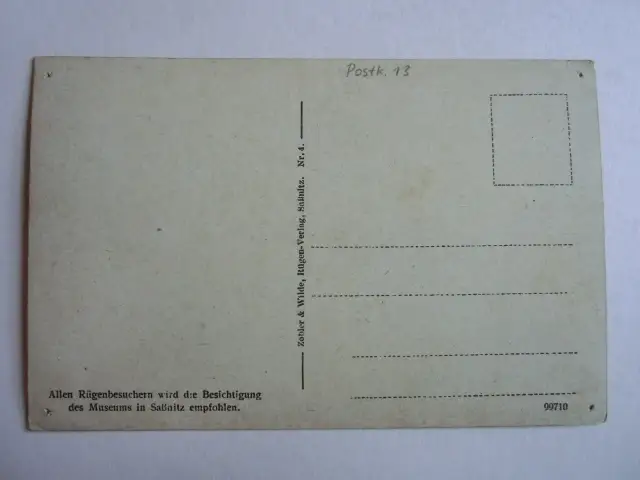 Postk. 13
Zobler & Wilde, Rügen-Verlag, Saßnitz. Nr. 4.
Allen Rügenbesuchern wird die Besichtigung
des Museums in Saßnitz empfohlen.
99710